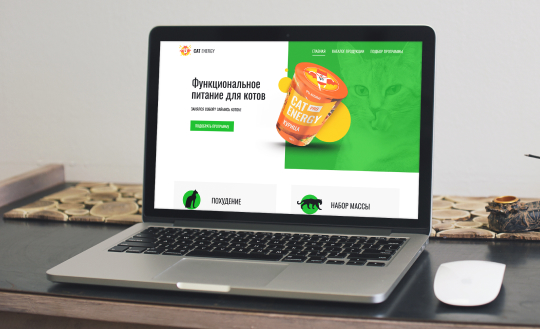 CAT ENERGY
ГЛАВНАЯ КАТАЛОГ ПРОДУКЦИИ ПОДБОР ПРОГРАММЫ
Функциональное
питание для котов
ЗАНЯЛСЯ СОБОЙ? ЗАЙМИСЬ КОТОМ!
ПОДОБРАТЬ ПРОГРАММУ
CAT
ENERGY
КУРИЦА
ПОХУДЕНИЕ
НАБОР МАССЫ